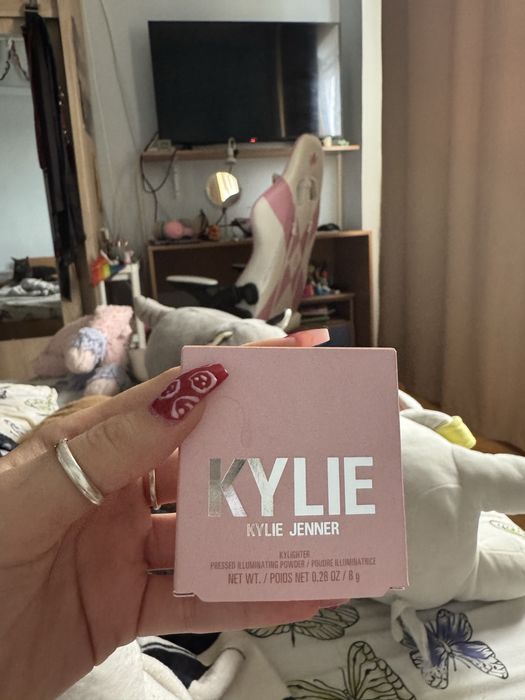 KYLIE
KYLIE JENNER
KYLIGHTER
PRESSED ILLUMINATING POWDER / POUDRE ILLUMINATRICE
NET WT. / POIDS NET 0.28 OZ / 8 g